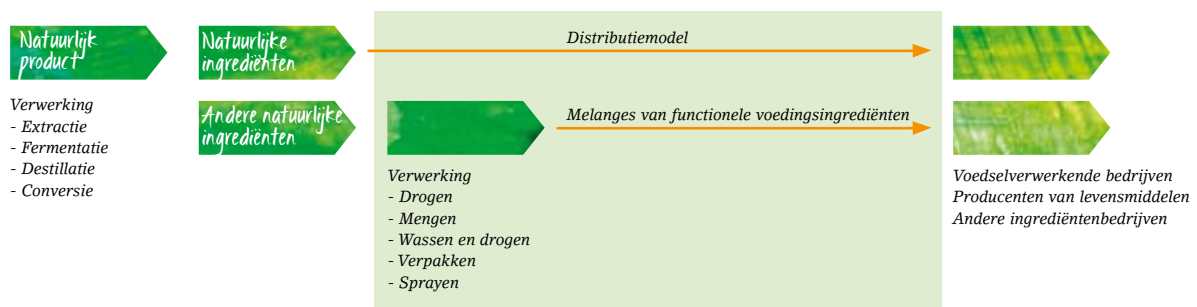 Natuurlijk
product
Verwerking
- Extractie
- Fermentatie
- Destillatie
- Conversie
Natuurlijke
ingrediënten
Andere natuurlijke
ingrediënten
Distributiemodel
Melanges van functionele voedingsingrediënten
Verwerking
- Drogen
- Mengen
- Wassen en drogen
- Verpakken
- Sprayen
Voedselverwerkende bedrijven
Producenten van levensmiddelen
Andere ingrediëntenbedrijven